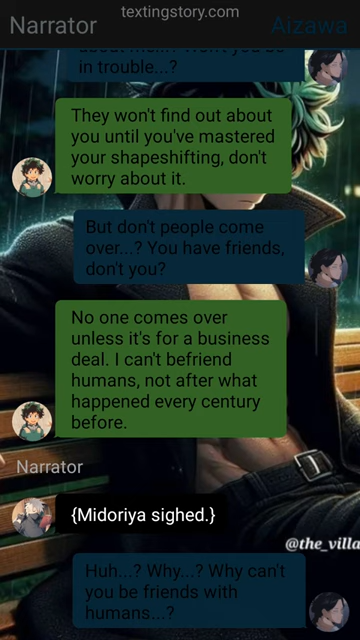 textingstory.com
Narrator
Aizawa
in trouble...?
They won't find out about
you until you've mastered
your shapeshifting, don't
worry about it.
But don't people come
over...? You have friends,
don't you?
No one comes over
unless it's for a business
deal. I can't befriend
humans, not after what
happened every century
before.
Narrator
{Midoriya sighed.}
@the_villa
Huh...? Why...? Why can't
you be friends with
humans...?